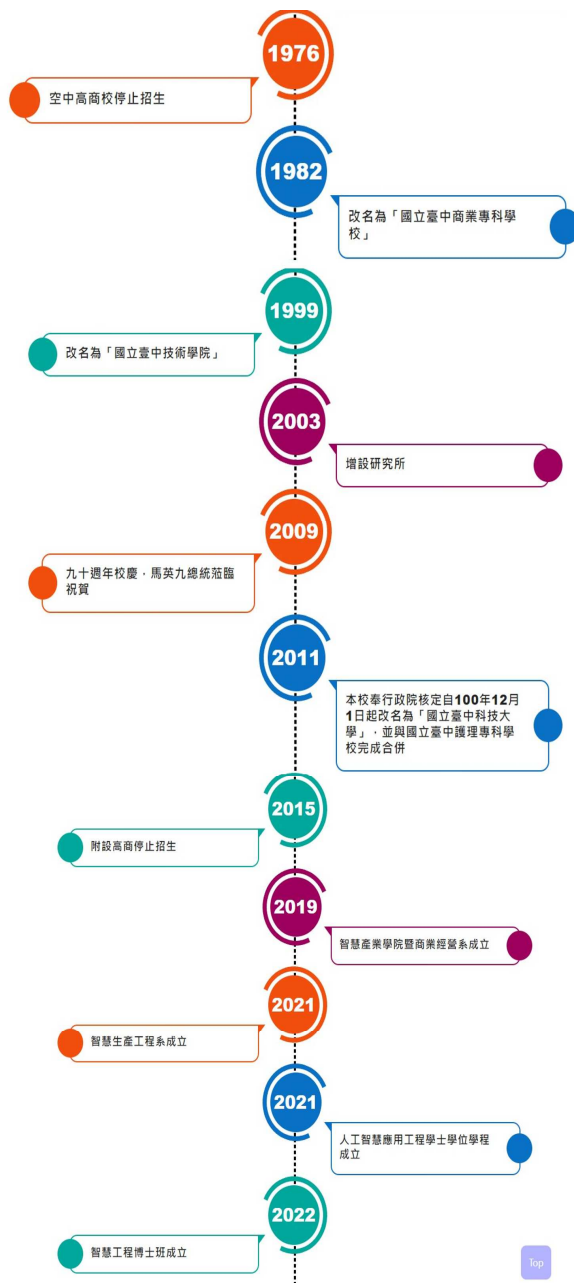 1976
空中高商校停止招生
1982
改名為「國立臺中商業專科學
校」
1999
改名為「國立臺中技術學院」
2003
增設研究所
2009
九十週年校慶，馬英九總統蒞臨
祝賀
2011
本校奉行政院核定自100年12月
1日起改名為「國立臺中科技大
學」，並與國立臺中護理專科學
校完成合併
2015
附設高商停止招生
2019
智慧產業學院暨商業經營系成立
2021
智慧生產工程系成立
2021
人工智慧應用工程學士學位學程
成立
2022
智慧工程博士班成立
Top